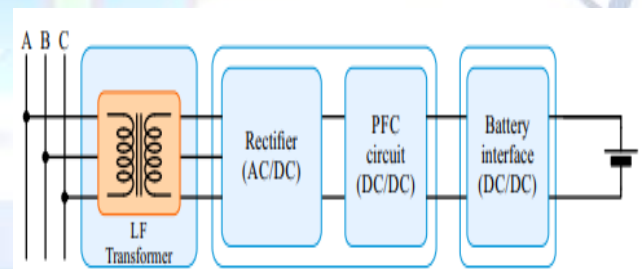 A B C
LF
Transformer
Rectifier
(AC/DC)
PFC
circuit
(DC/DC)
Battery
interface
(DC/DC)